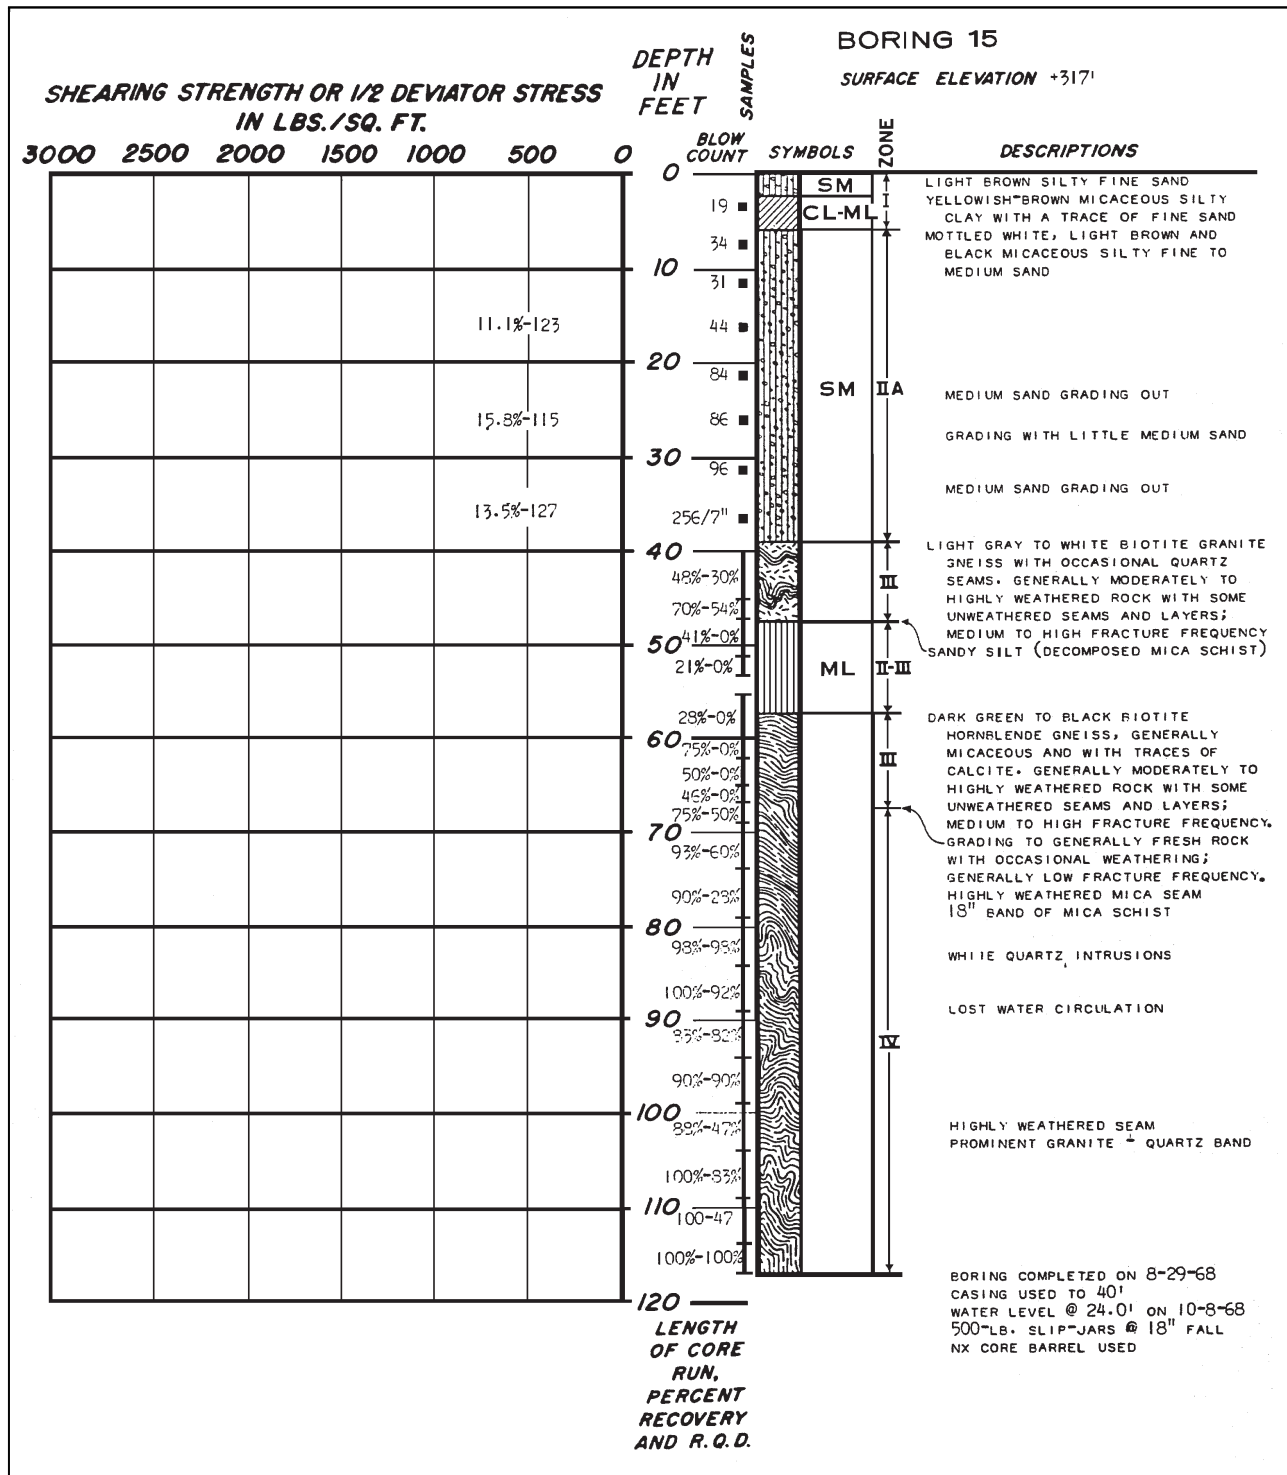 BORING 15
SURFACE ELEVATION +317'
SHEARING STRENGTH OR 1/2 DEVIATOR STRESS
IN LBS./SQ. FT.
3000 2500 2000 1500 1000 500 0
DEPTH
IN
FEET
SAMPLES
BLOW
COUNT
SYMBOLS
ZONE
DESCRIPTIONS
0
SM
LIGHT BROWN SILTY FINE SAND
19
CL-ML
I
YELLOWISH-BROWN MICACEOUS SILTY
CLAY WITH A TRACE OF FINE SAND
34
MOTTLED WHITE, LIGHT BROWN AND
BLACK MICACEOUS SILTY FINE TO
MEDIUM SAND
10
31
11.1%-123
44
20
84
SM
IIA
MEDIUM SAND GRADING OUT
15.8%-115
86
GRADING WITH LITTLE MEDIUM SAND
30
96
MEDIUM SAND GRADING OUT
13.5%-127
256/7"
40
48%-30%
70%-54%
III
LIGHT GRAY TO WHITE BIOTITE GRANITE
GNEISS WITH OCCASIONAL QUARTZ
SEAMS. GENERALLY MODERATELY TO
HIGHLY WEATHERED ROCK WITH SOME
UNWEATHERED SEAMS AND LAYERS;
MEDIUM TO HIGH FRACTURE FREQUENCY
SANDY SILT (DECOMPOSED MICA SCHIST)
50
41%-0%
21%-0%
ML
II-III
28%-0%
60
75%-0%
50%-0%
46%-0%
75%-50%
III
DARK GREEN TO BLACK BIOTITE
HORNBLENDE GNEISS, GENERALLY
MICACEOUS AND WITH TRACES OF
CALCITE. GENERALLY MODERATELY TO
HIGHLY WEATHERED ROCK WITH SOME
UNWEATHERED SEAMS AND LAYERS;
MEDIUM TO HIGH FRACTURE FREQUENCY.
GRADING TO GENERALLY FRESH ROCK
WITH OCCASIONAL WEATHERING;
GENERALLY LOW FRACTURE FREQUENCY.
HIGHLY WEATHERED MICA SEAM
18" BAND OF MICA SCHIST
70
93%-60%
90%-28%
80
98%-98%
WHITE QUARTZ INTRUSIONS
100%-92%
LOST WATER CIRCULATION
90
83%-82%
IV
90%-90%
100
88%-47%
HIGHLY WEATHERED SEAM
PROMINENT GRANITE - QUARTZ BAND
100%-83%
110
100-47
100%-100%
120
BORING COMPLETED ON 8-29-68
CASING USED TO 40'
WATER LEVEL @ 24.0' ON 10-8-68
500-LB. SLIP-JARS @ 18" FALL
NX CORE BARREL USED
LENGTH
OF CORE
RUN,
PERCENT
RECOVERY
AND R.Q.D.